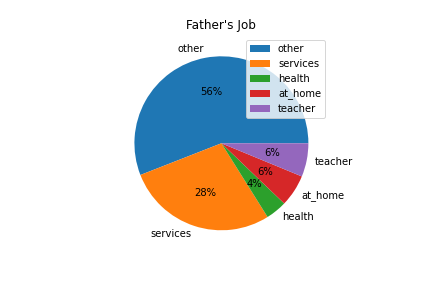 Father's Job
other
other
services
health
at_home
teacher
56%
6%
teacher
6%
4%
28%
at_home
health
services